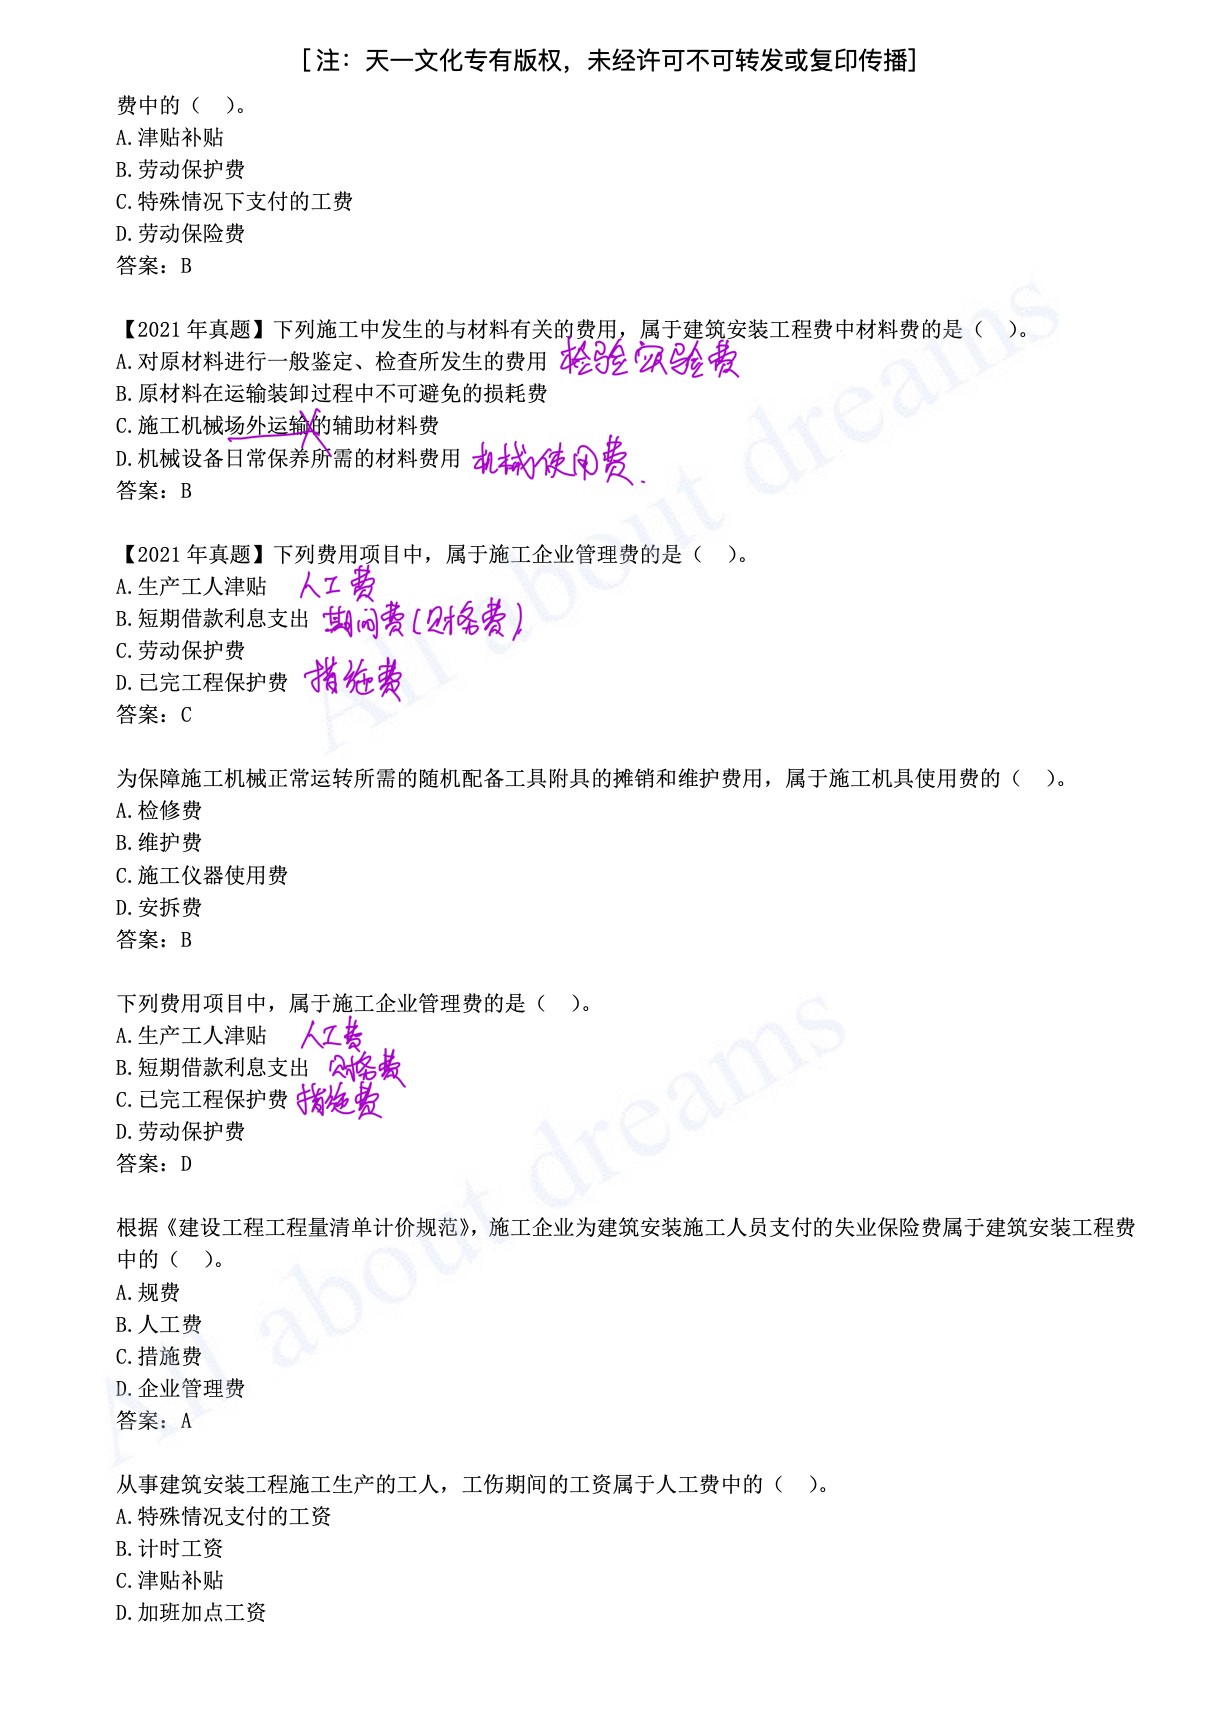 [注：天一文化专有版权，未经许可不可转发或复印传播]
费中的（　）。
A.津贴补贴
B.劳动保护费
C.特殊情况下支付的工费
D.劳动保险费
答案：B
【2021年真题】下列施工中发生的与材料有关的费用，属于建筑安装工程费中材料费的是（　）。
A.对原材料进行一般鉴定、检查所发生的费用 检验实验费
B.原材料在运输装卸过程中不可避免的损耗费
C.施工机械场外运输的辅助材料费
D.机械设备日常保养所需的材料费用 机械使用费.
答案：B
【2021年真题】下列费用项目中，属于施工企业管理费的是（　）。
A.生产工人津贴 人工费
B.短期借款利息支出 期间费(财务费)
C.劳动保护费
D.已完工程保护费 措施费
答案：C
为保障施工机械正常运转所需的随机配备工具附具的摊销和维护费用，属于施工机具使用费的（　）。
A.检修费
B.维护费
C.施工仪器使用费
D.安拆费
答案：B
下列费用项目中，属于施工企业管理费的是（　）。
A.生产工人津贴 人工费
B.短期借款利息支出 财务费
C.已完工程保护费 措施费
D.劳动保护费
答案：D
根据《建设工程工程量清单计价规范》，施工企业为建筑安装施工人员支付的失业保险费属于建筑安装工程费
中的（　）。
A.规费
B.人工费
C.措施费
D.企业管理费
答案：A
从事建筑安装工程施工生产的工人，工伤期间的工资属于人工费中的（　）。
A.特殊情况支付的工资
B.计时工资
C.津贴补贴
D.加班加点工资
All about dreams
All about dreams